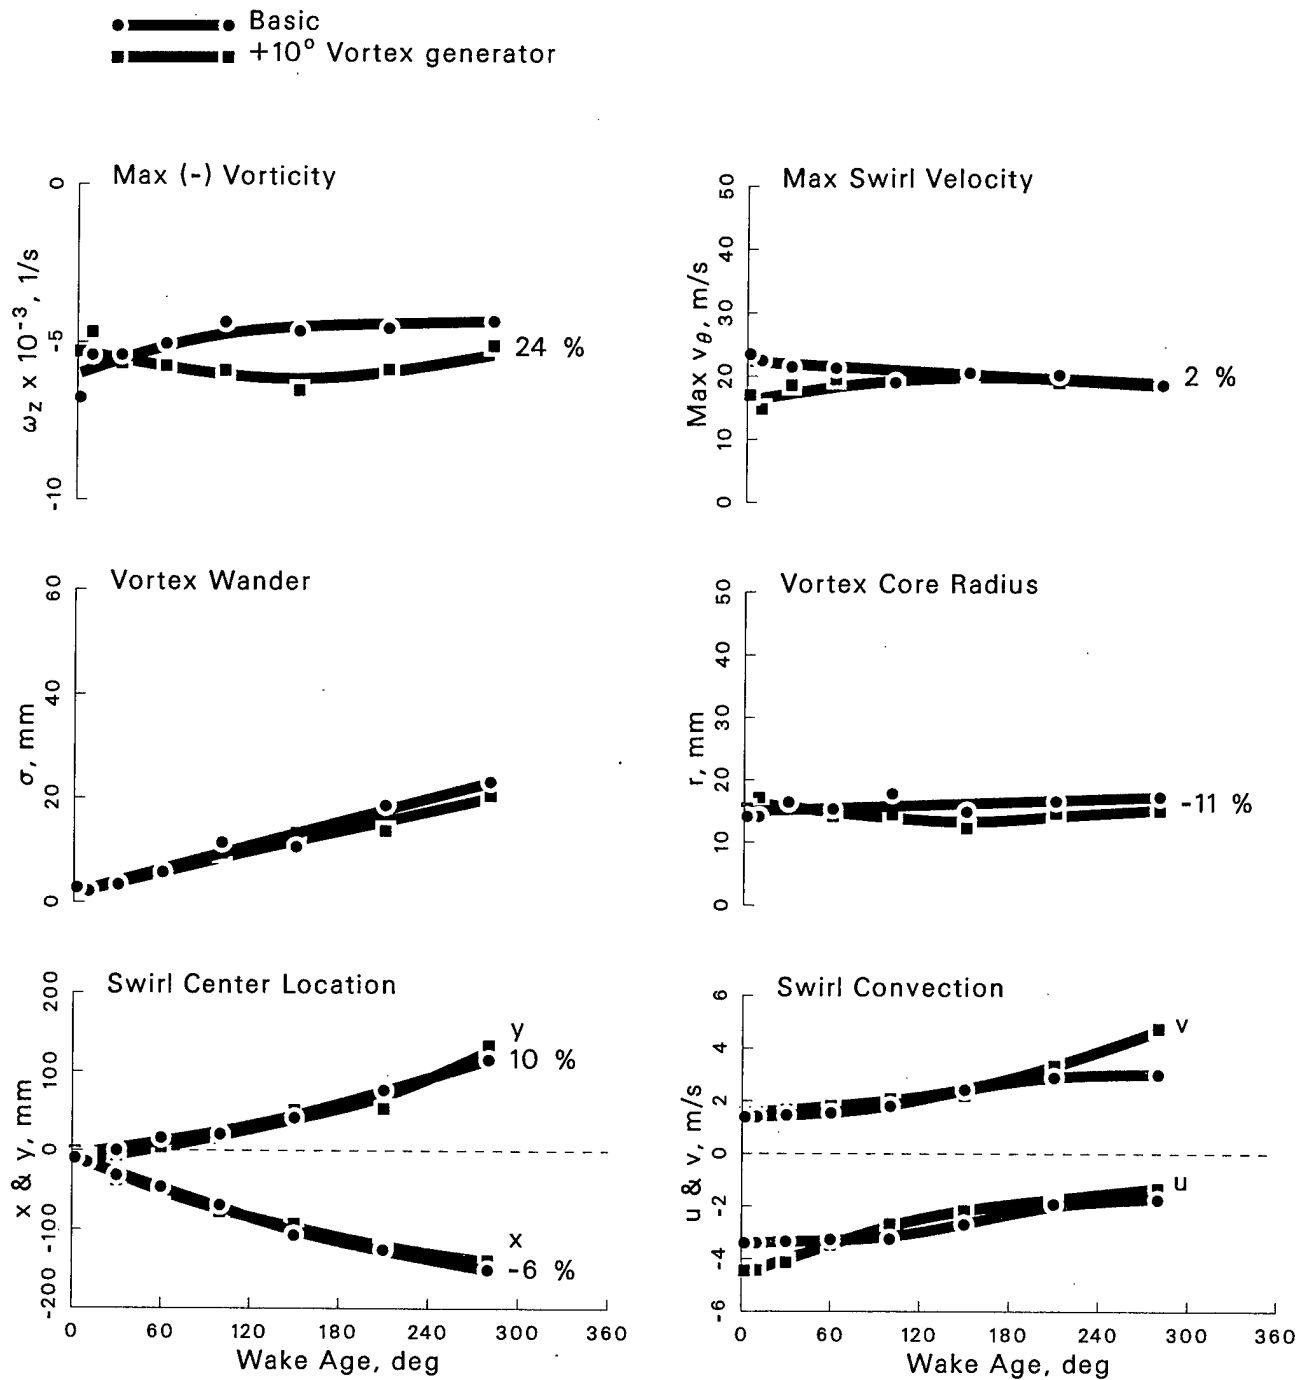 Basic
+10° Vortex generator
Max (-) Vorticity
0
-5
-10
ω_z x 10⁻³, 1/s
24 %
Max Swirl Velocity
50
40
30
20
10
0
Max v_θ, m/s
2 %
Vortex Wander
60
40
20
0
σ, mm
Vortex Core Radius
50
40
30
20
10
0
r, mm
-11 %
Swirl Center Location
200
100
0
-100
-200
x & y, mm
y
10 %
x
-6 %
0 60 120 180 240 300 360
Wake Age, deg
Swirl Convection
6
4
2
0
-2
-4
-6
u & v, m/s
v
u
0 60 120 180 240 300 360
Wake Age, deg